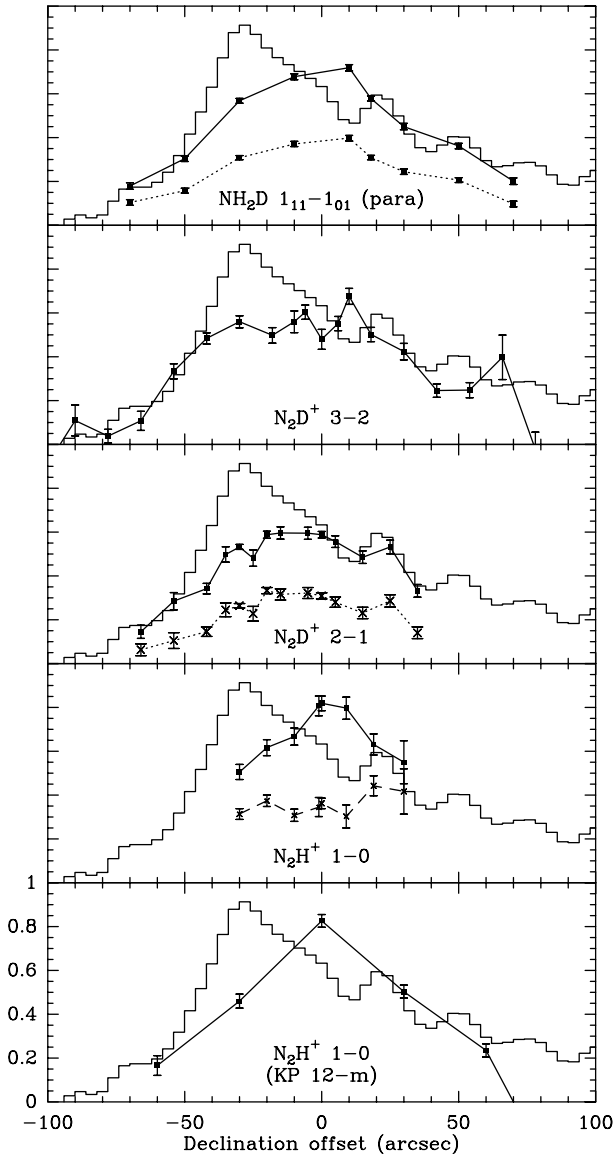 NH₂D 1₁₁−1₀₁ (para)
N₂D⁺ 3−2
N₂D⁺ 2−1
N₂H⁺ 1−0
1
0.8
0.6
0.4
0.2
0
N₂H⁺ 1−0
(KP 12−m)
−100 −50 0 50 100
Declination offset (arcsec)